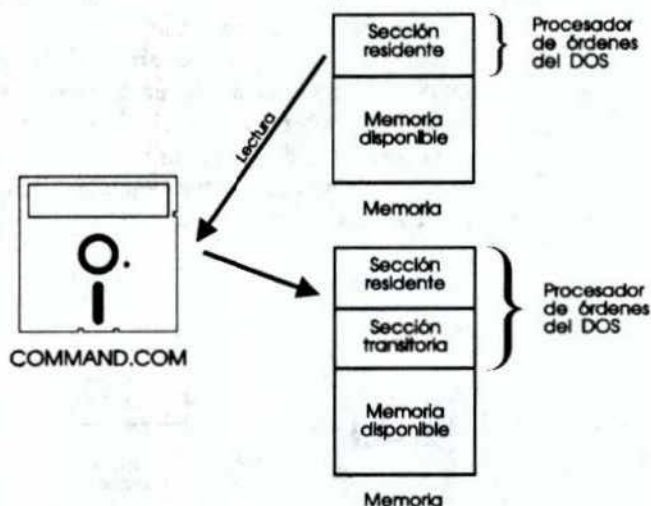 Sección
residente
Procesador
de órdenes
del DOS
Memoria
disponible
Lectura
Memoria
COMMAND.COM
Sección
residente
Sección
transitoria
Procesador
de órdenes
del DOS
Memoria
disponible
Memoria